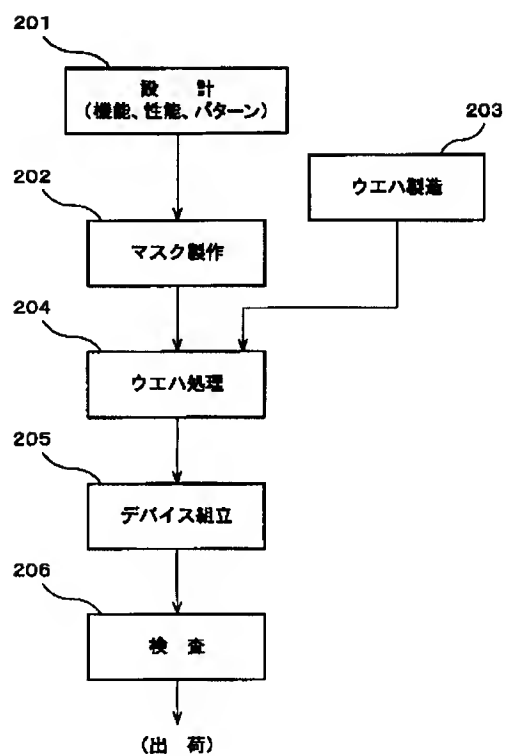 201
設 計
(機能、性能、パターン)
203
ウエハ製造
202
マスク製作
204
ウエハ処理
205
デバイス組立
206
検 査
(出 荷)